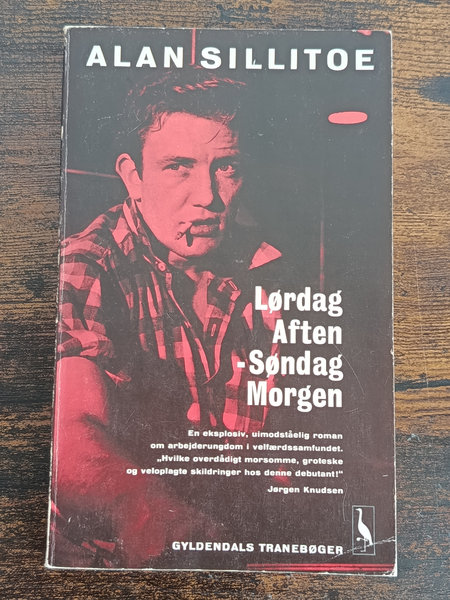 ALAN SILLITOE
Lørdag
Aften
-Søndag
Morgen
En eksplosiv, uimodståelig roman
om arbejderungdom i velfærdssamfundet.
„Hvilke overdådigt morsomme, groteske
og veloplagte skildringer hos denne debutant!"
Jørgen Knudsen
GYLDENDALS TRANEBØGER